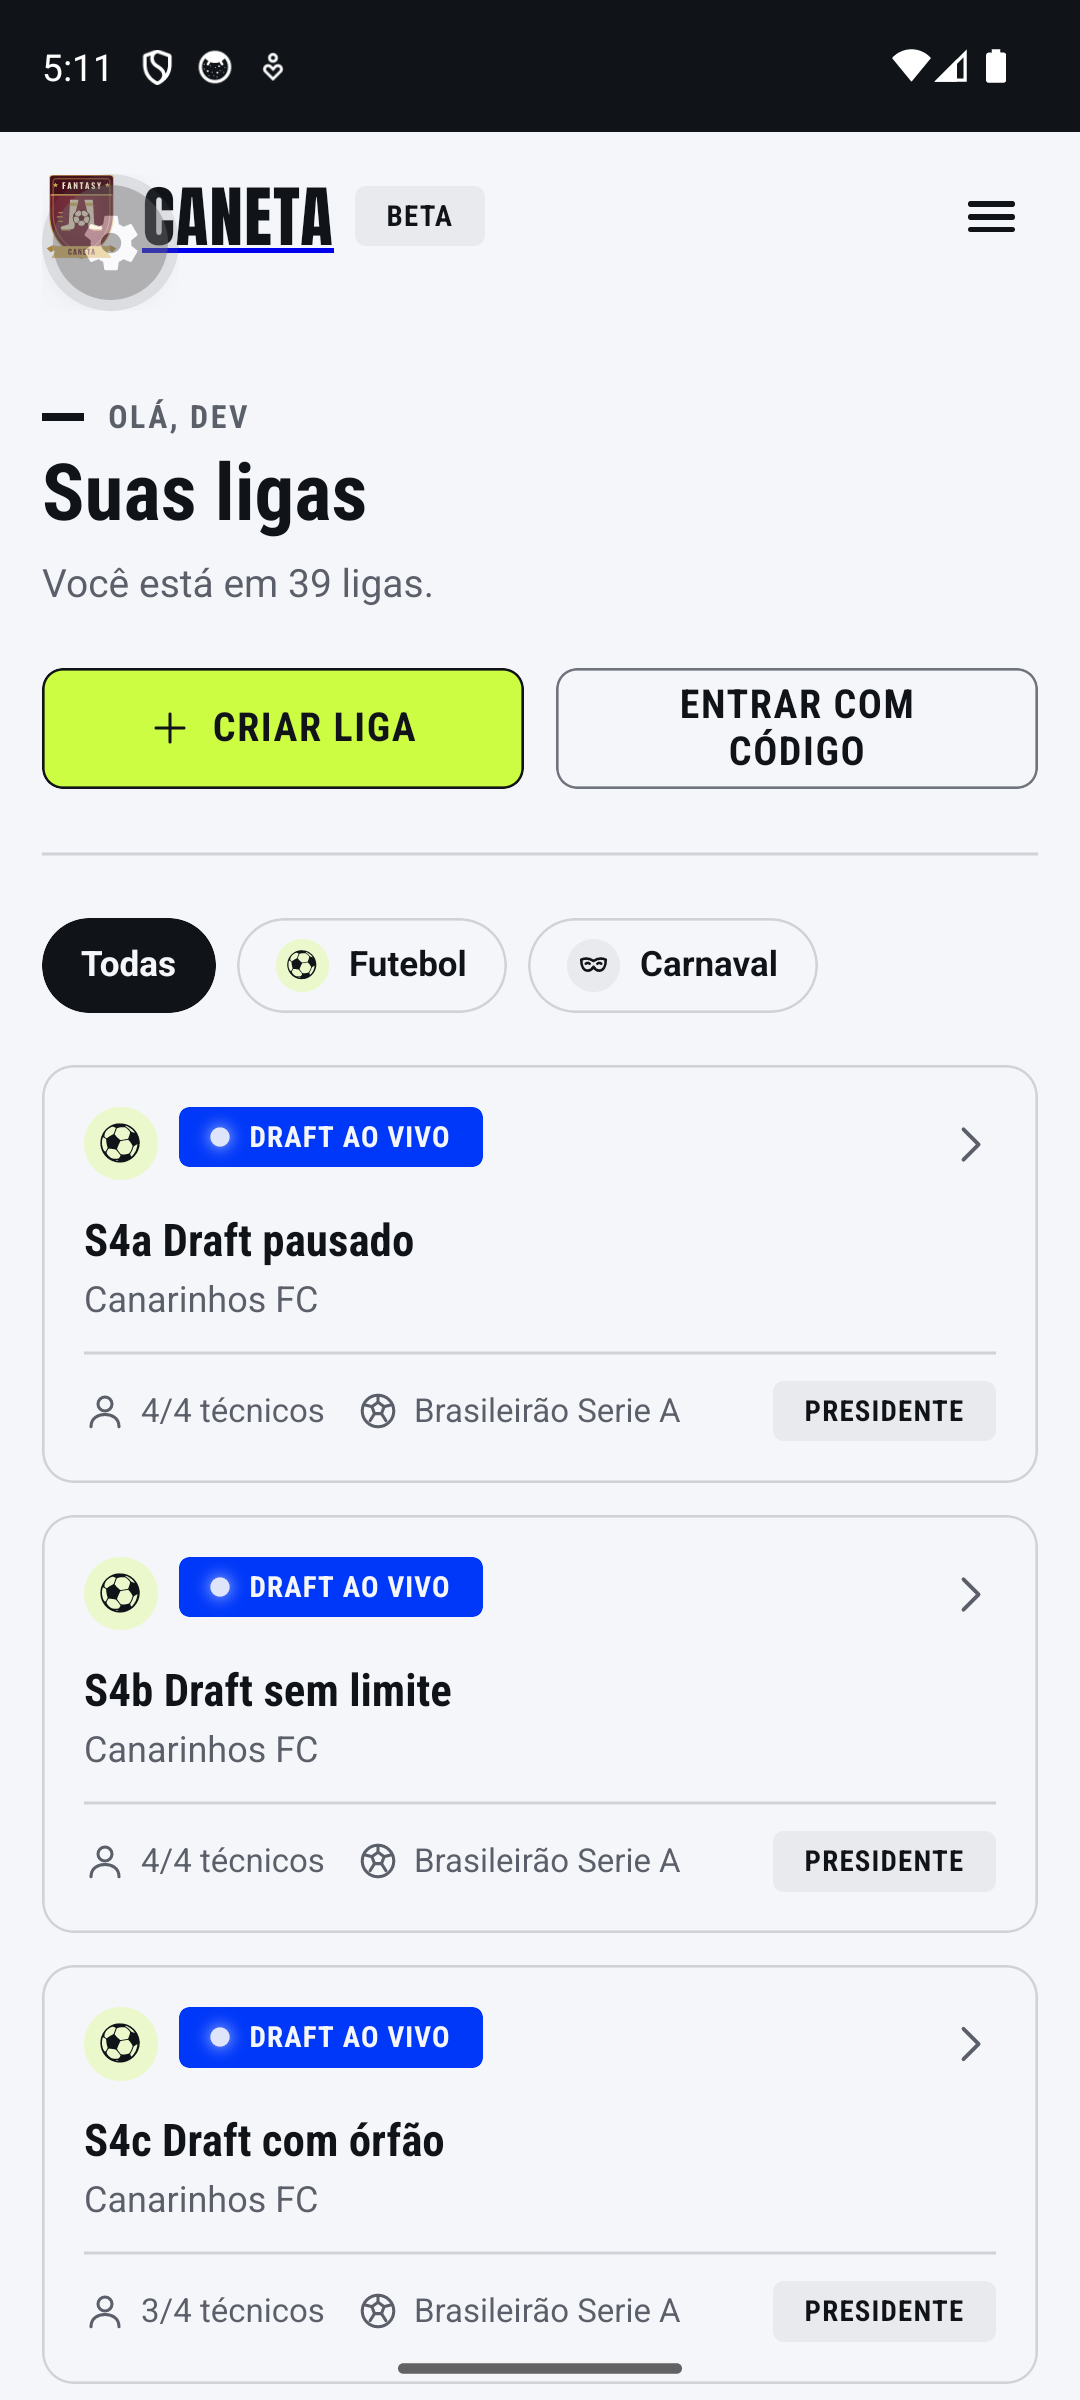 5:11
FANTASY
CANETA
CANETA
BETA
OLÁ, DEV
Suas ligas
Você está em 39 ligas.
CRIAR LIGA
ENTRAR COM
CÓDIGO
Todas
Futebol
Carnaval
DRAFT AO VIVO
S4a Draft pausado
Canarinhos FC
4/4 técnicos
Brasileirão Serie A
PRESIDENTE
DRAFT AO VIVO
S4b Draft sem limite
Canarinhos FC
4/4 técnicos
Brasileirão Serie A
PRESIDENTE
DRAFT AO VIVO
S4c Draft com órfão
Canarinhos FC
3/4 técnicos
Brasileirão Serie A
PRESIDENTE